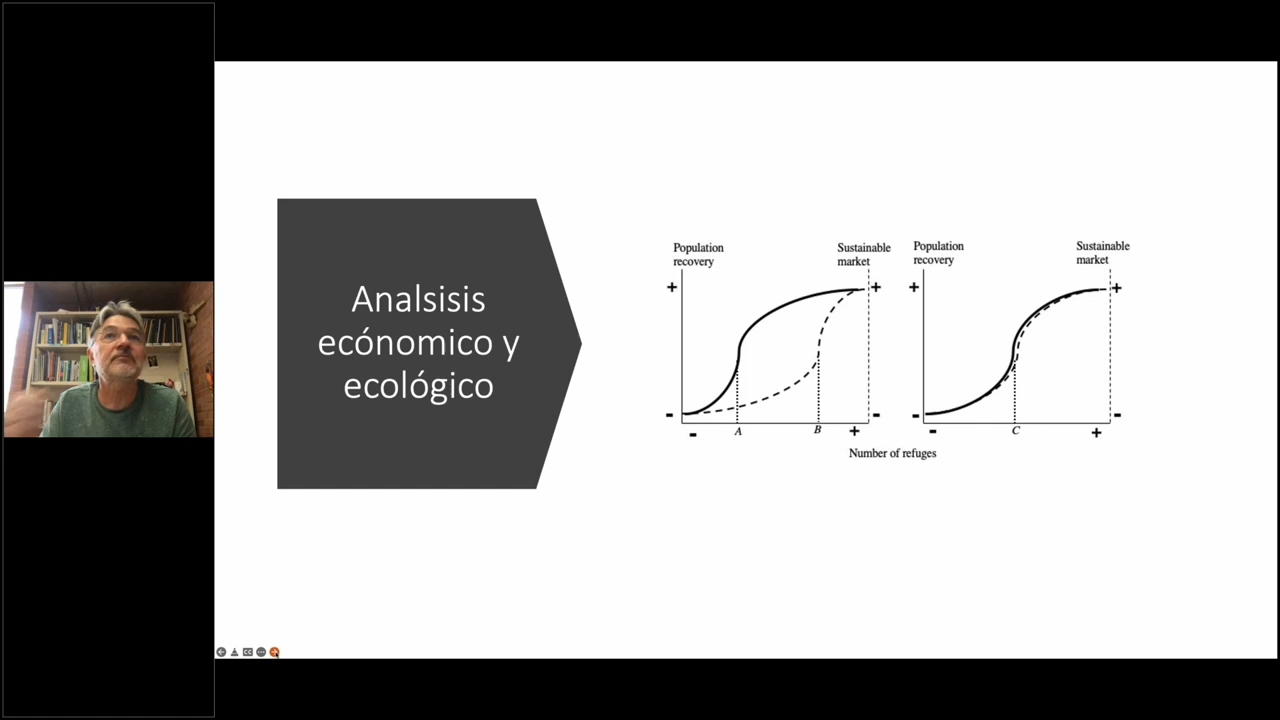 Analsisis
ecónomico y
ecológico
Population
recovery
Sustainable
market
+
+
-
-
-
A
B
+
Population
recovery
Sustainable
market
+
+
-
-
-
C
+
Number of refuges